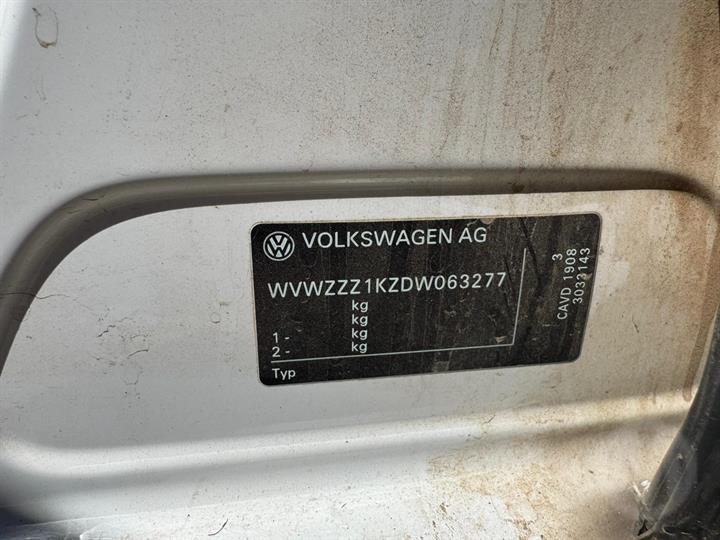 VOLKSWAGEN AG
WVWZZZ1KZDW063277
kg
kg
1 - kg
2 - kg
Typ
3
CAVD 1908
3033143